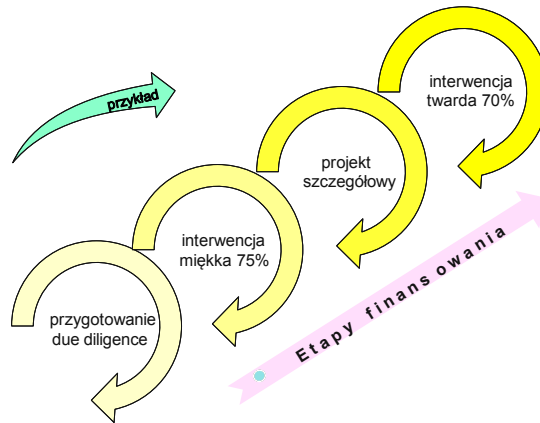 przykład
interwencja
twarda 70%
projekt
szczegółowy
interwencja
miękka 75%
przygotowanie
due diligence
Etapy finansowania